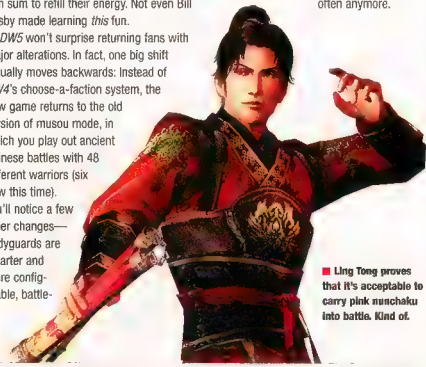 sum to refill their energy. Not even Bill
sby made learning this fun.
DW5 won't surprise returning fans with
jor alterations. In fact, one big shift
ually moves backwards: Instead of
4's choose-a-faction system, the
w game returns to the old
rsion of musou mode, in
ich you play out ancient
inese battles with 48
ferent warriors (six
w this time).
'll notice a few
er changes—
dyguards are
arter and
re config-
ble, battle-
often anymore.
■ Ling Tong proves
that it's acceptable to
carry pink nunchaku
into battle. Kind of.